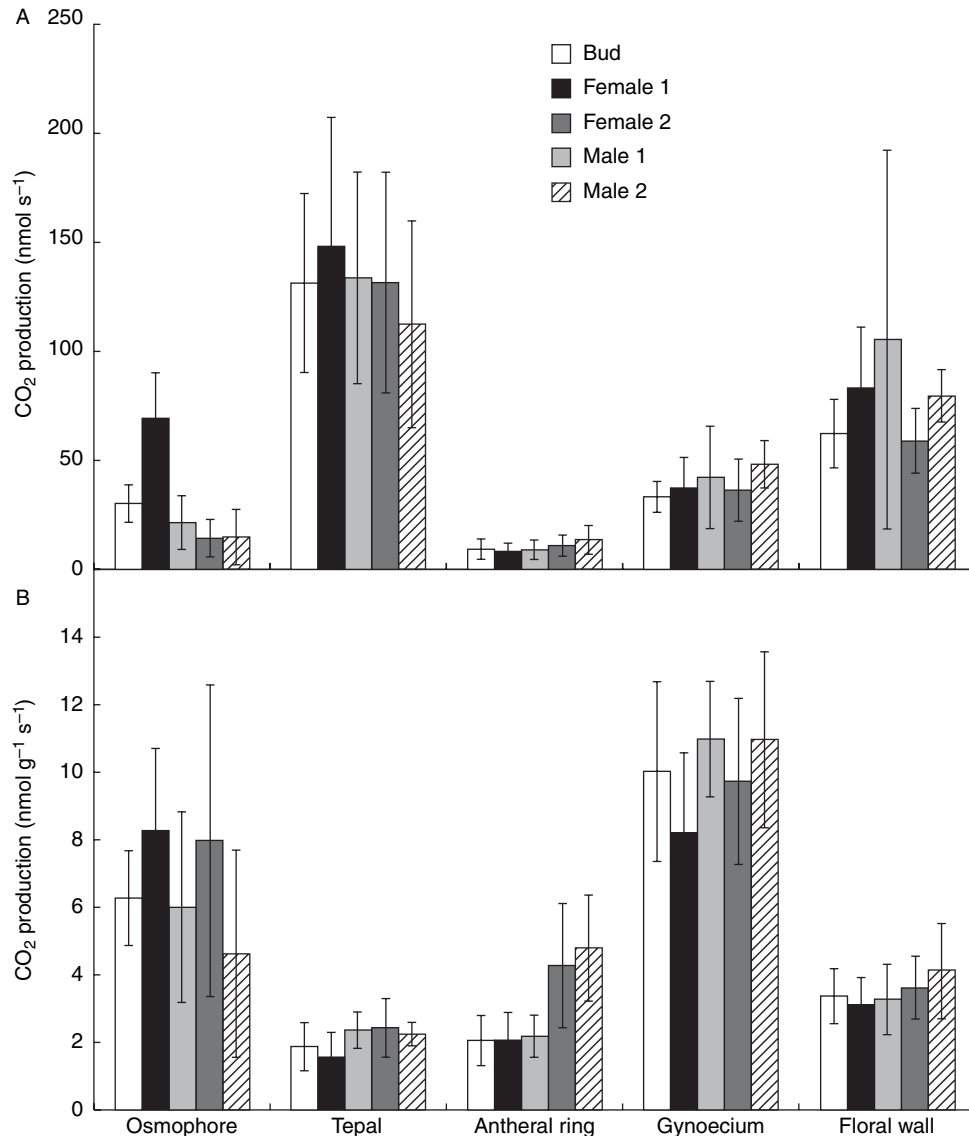 A
CO₂ production (nmol s⁻¹)
250
200
150
100
50
0
Bud
Female 1
Female 2
Male 1
Male 2
B
CO₂ production (nmol g⁻¹ s⁻¹)
14
12
10
8
6
4
2
0
Osmophore Tepal Antheral ring Gynoecium Floral wall